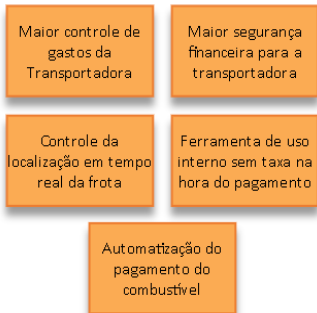 Maior controle de
gastos da
Transportadora
Maior segurança
financeira para a
transportadora
Controle da
localização em tempo
real da frota
Ferramenta de uso
interno sem taxa na
hora do pagamento
Automatização do
pagamento do
combustível